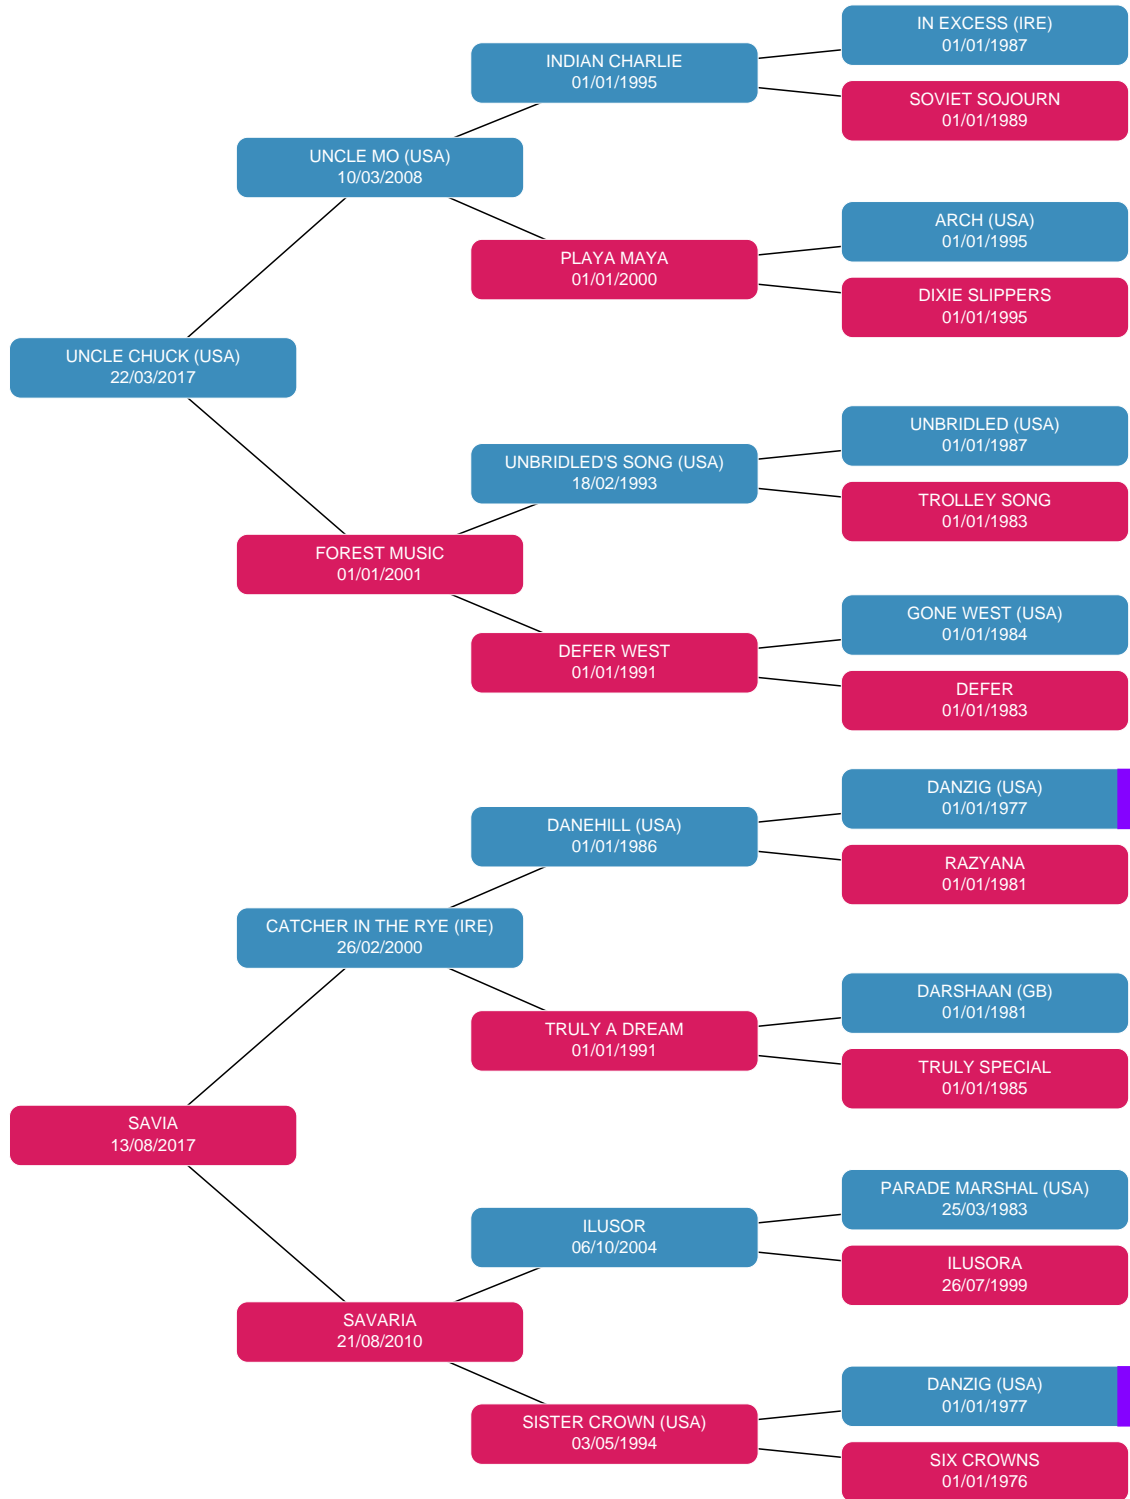 IN EXCESS (IRE)
01/01/1987
INDIAN CHARLIE
01/01/1995
SOVIET SOJOURN
01/01/1989
UNCLE MO (USA)
10/03/2008
ARCH (USA)
01/01/1995
PLAYA MAYA
01/01/2000
DIXIE SLIPPERS
01/01/1995
UNCLE CHUCK (USA)
22/03/2017
UNBRIDLED (USA)
01/01/1987
UNBRIDLED'S SONG (USA)
18/02/1993
TROLLEY SONG
01/01/1983
FOREST MUSIC
01/01/2001
GONE WEST (USA)
01/01/1984
DEFER WEST
01/01/1991
DEFER
01/01/1983
DANZIG (USA)
01/01/1977
DANEHILL (USA)
01/01/1986
RAZYANA
01/01/1981
CATCHER IN THE RYE (IRE)
26/02/2000
DARSHAAN (GB)
01/01/1981
TRULY A DREAM
01/01/1991
TRULY SPECIAL
01/01/1985
SAVIA
13/08/2017
PARADE MARSHAL (USA)
25/03/1983
ILUSOR
06/10/2004
ILUSORA
26/07/1999
SAVARIA
21/08/2010
DANZIG (USA)
01/01/1977
SISTER CROWN (USA)
03/05/1994
SIX CROWNS
01/01/1976